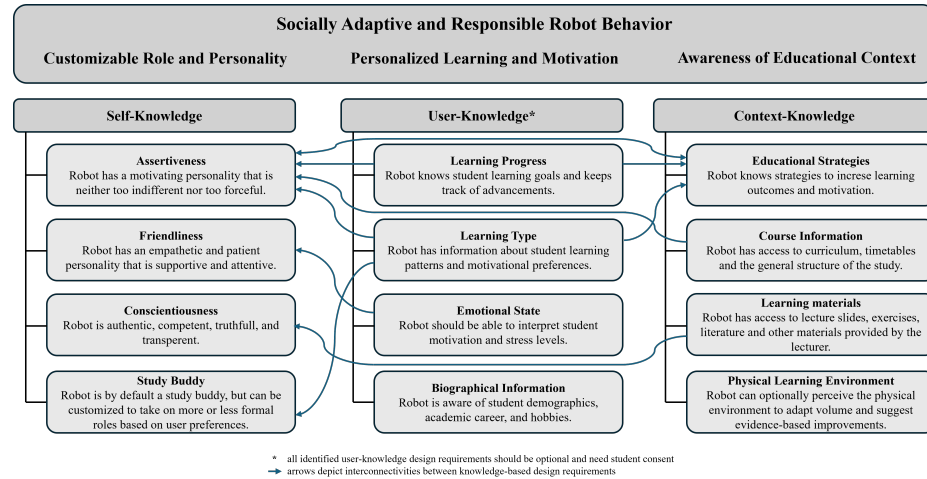 Socially Adaptive and Responsible Robot Behavior
Customizable Role and Personality
Personalized Learning and Motivation
Awareness of Educational Context
Self-Knowledge
Assertiveness
Robot has a motivating personality that is
neither too indifferent nor too forceful.
Friendliness
Robot has an empathetic and patient
personality that is supportive and attentive.
Conscientiousness
Robot is authentic, competent, truthfull, and
transperent.
Study Buddy
Robot is by default a study buddy, but can be
customized to take on more or less formal
roles based on user preferences.
User-Knowledge*
Learning Progress
Robot knows student learning goals and keeps
track of advancements.
Learning Type
Robot has information about student learning
patterns and motivational preferences.
Emotional State
Robot should be able to interpret student
motivation and stress levels.
Biographical Information
Robot is aware of student demographics,
academic career, and hobbies.
Context-Knowledge
Educational Strategies
Robot knows strategies to increse learning
outcomes and motivation.
Course Information
Robot has access to curriculum, timetables
and the general structure of the study.
Learning materials
Robot has access to lecture slides, exercises,
literature and other materials provided by the
lecturer.
Physical Learning Environment
Robot can optionally perceive the physical
environment to adapt volume and suggest
evidence-based improvements.
* all identified user-knowledge design requirements should be optional and need student consent
arrows depict interconnectivities between knowledge-based design requirements